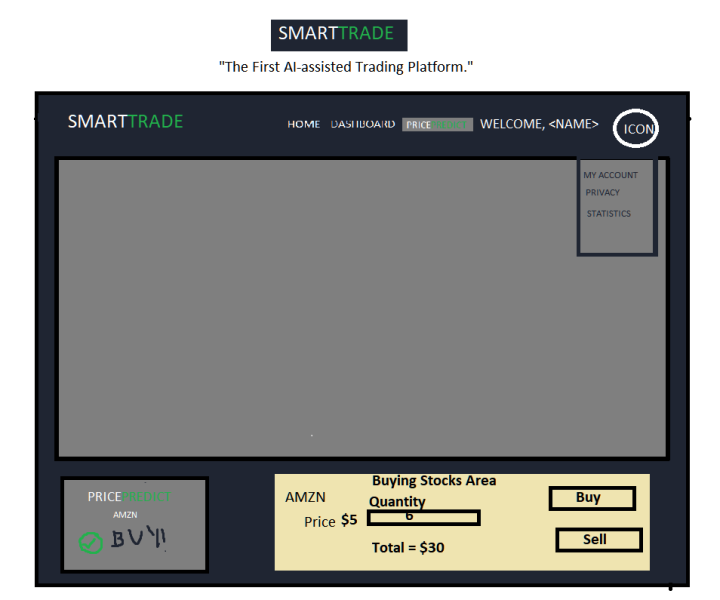 SMARTTRADE
"The First AI-assisted Trading Platform."
SMARTTRADE
HOME DASHBOARD PRICEPREDICT WELCOME, <NAME> ICON
MY ACCOUNT
PRIVACY
STATISTICS
PRICEPREDICT
AMZN
BUY!
Buying Stocks Area
AMZN Quantity
Price $5 6
Total = $30
Buy
Sell